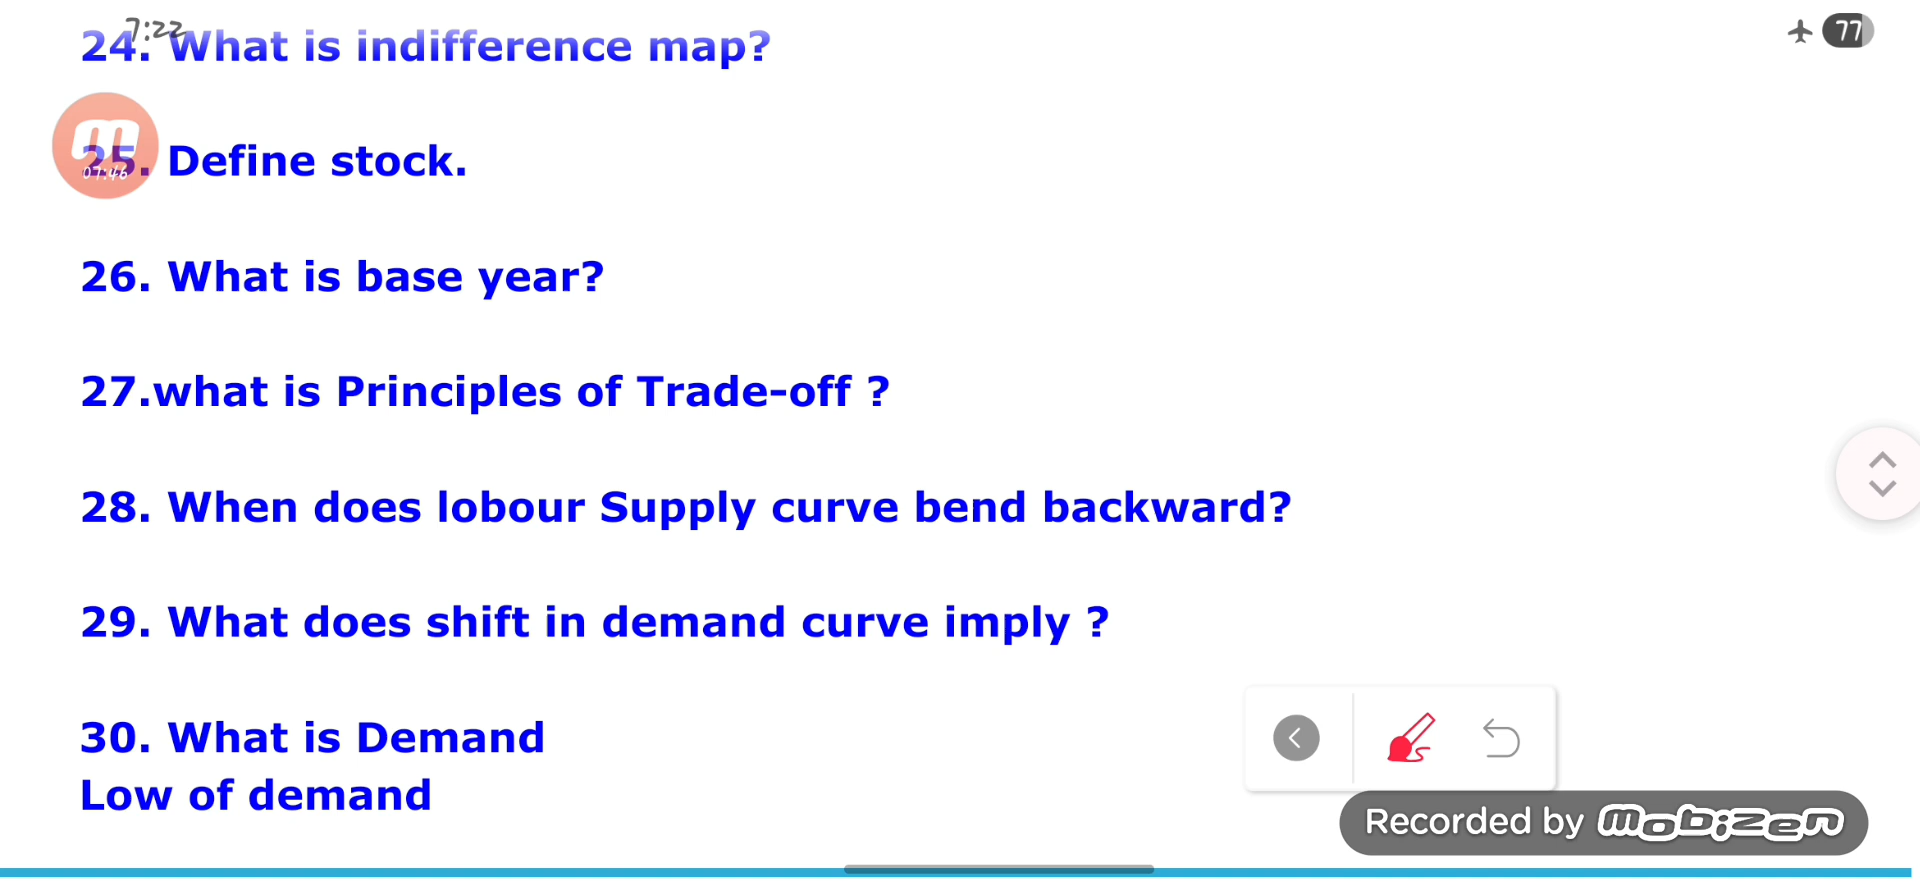 7:22
77
24. What is indifference map?
07:46
25. Define stock.
26. What is base year?
27.what is Principles of Trade-off ?
28. When does lobour Supply curve bend backward?
29. What does shift in demand curve imply ?
30. What is Demand
Low of demand
Recorded by mobizen